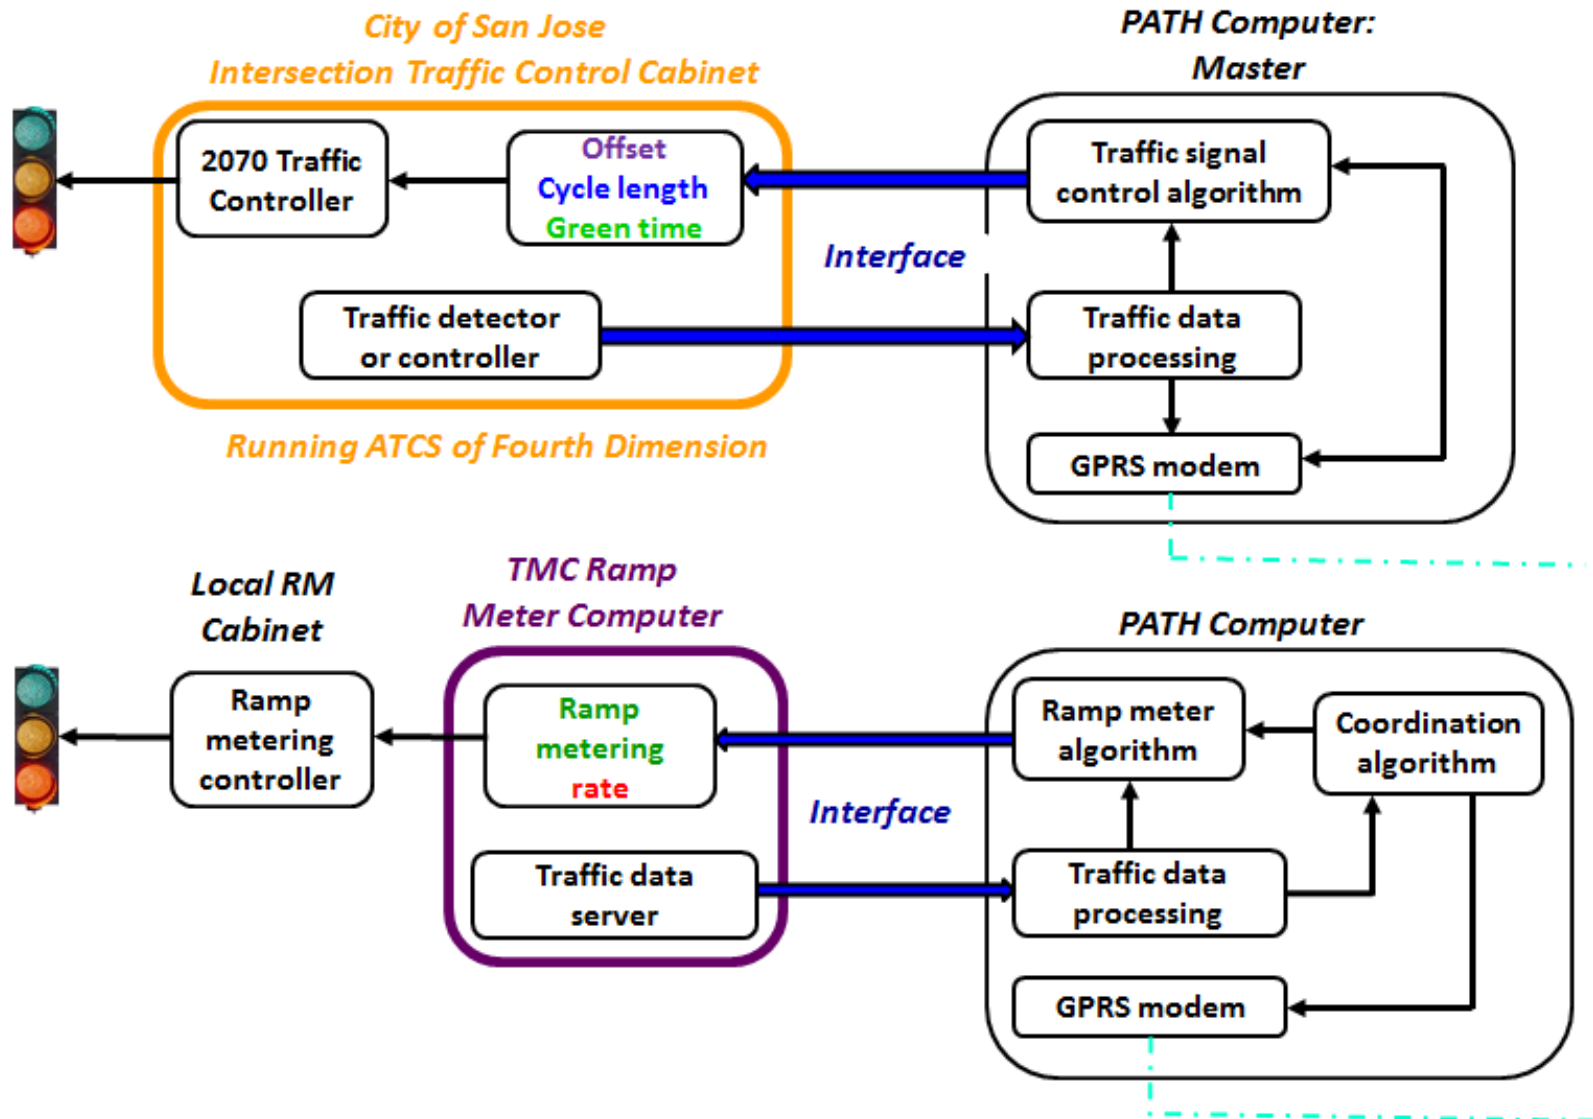 City of San Jose
Intersection Traffic Control Cabinet
PATH Computer:
Master
2070 Traffic
Controller
Offset
Cycle length
Green time
Traffic signal
control algorithm
Interface
Traffic detector
or controller
Traffic data
processing
Running ATCS of Fourth Dimension
GPRS modem
Local RM
Cabinet
TMC Ramp
Meter Computer
PATH Computer
Ramp
metering
controller
Ramp
metering
rate
Ramp meter
algorithm
Coordination
algorithm
Interface
Traffic data
server
Traffic data
processing
GPRS modem